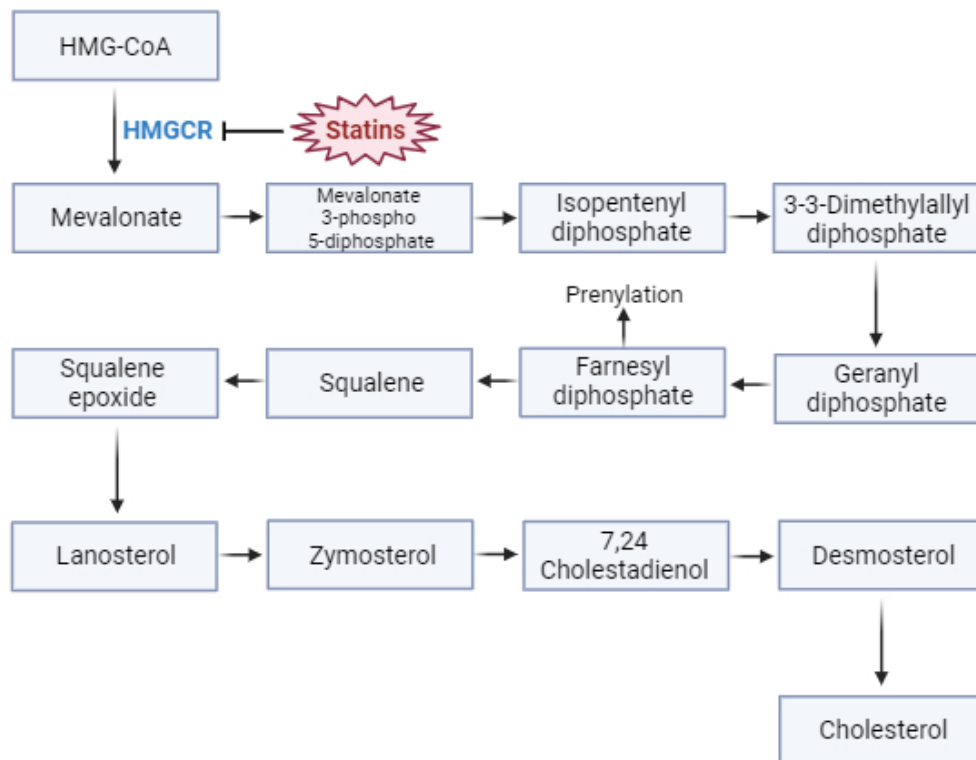 HMG-CoA
HMGCR
Statins
Mevalonate
Mevalonate
3-phospho
5-diphosphate
Isopentenyl
diphosphate
3-3-Dimethylallyl
diphosphate
Prenylation
Squalene
epoxide
Squalene
Farnesyl
diphosphate
Geranyl
diphosphate
Lanosterol
Zymosterol
7,24
Cholestadienol
Desmosterol
Cholesterol